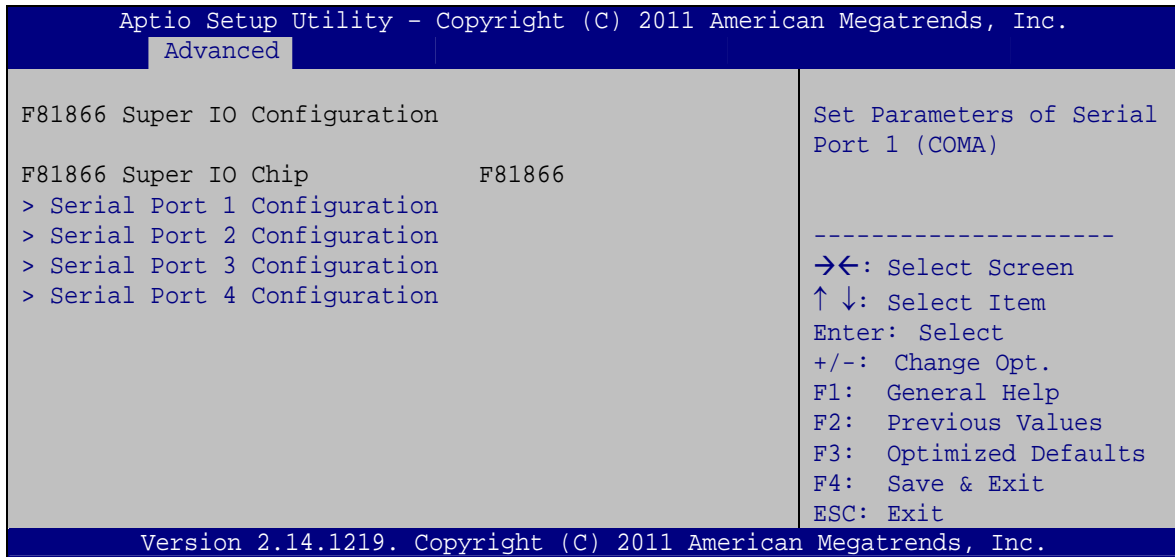 Aptio Setup Utility – Copyright (C) 2011 American Megatrends, Inc.
Advanced
F81866 Super IO Configuration
F81866 Super IO Chip F81866
> Serial Port 1 Configuration
> Serial Port 2 Configuration
> Serial Port 3 Configuration
> Serial Port 4 Configuration
Set Parameters of Serial
Port 1 (COMA)
---------------------
→←: Select Screen
↑ ↓: Select Item
Enter: Select
+/-: Change Opt.
F1: General Help
F2: Previous Values
F3: Optimized Defaults
F4: Save & Exit
ESC: Exit
Version 2.14.1219. Copyright (C) 2011 American Megatrends, Inc.